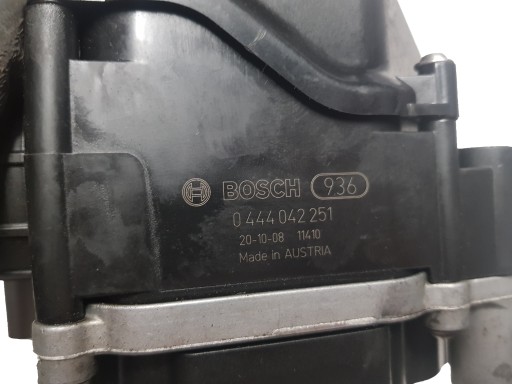 BOSCH 936
0 444 042 251
20-10-08 11410
Made in AUSTRIA